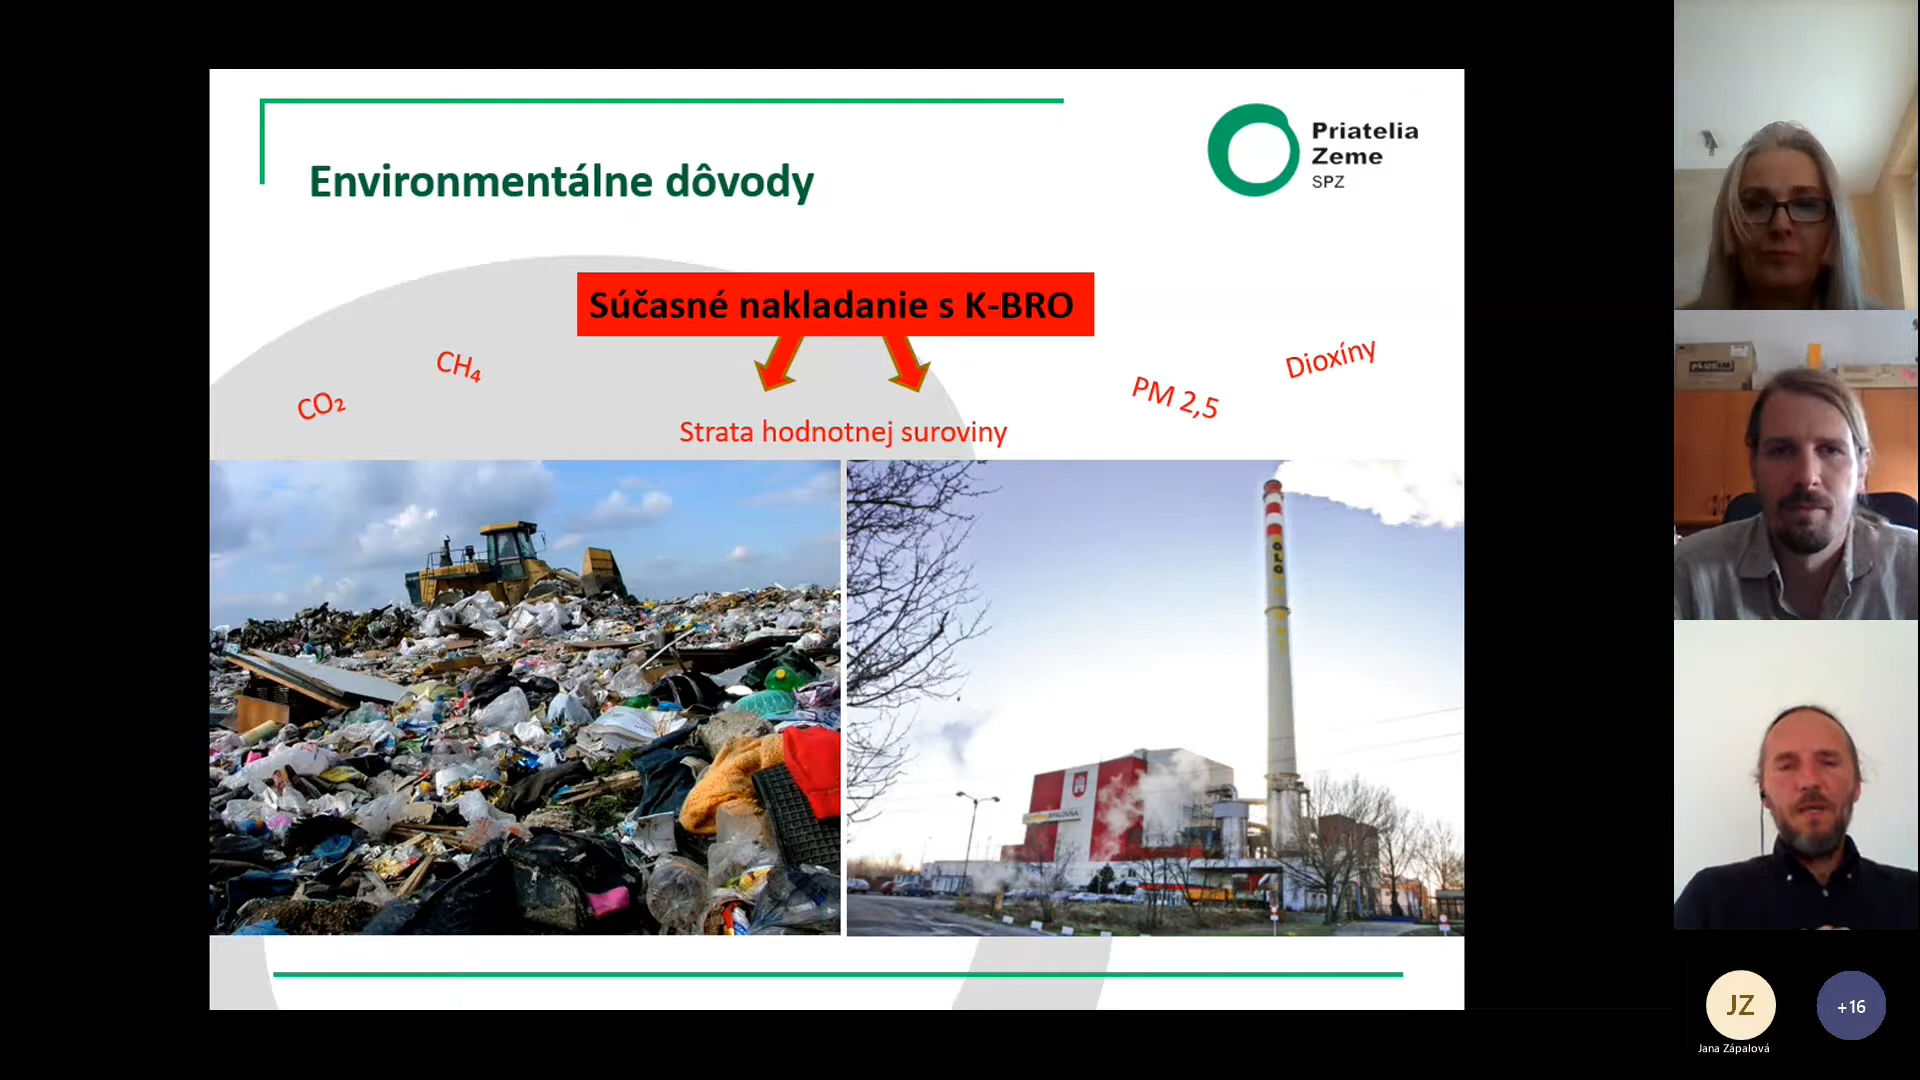 Environmentálne dôvody
Priatelia
Zeme
SPZ
Súčasné nakladanie s K-BRO
CO₂
CH₄
PM 2,5
Dioxíny
Strata hodnotnej suroviny
OLO
JZ
+16
Jana Zápalová